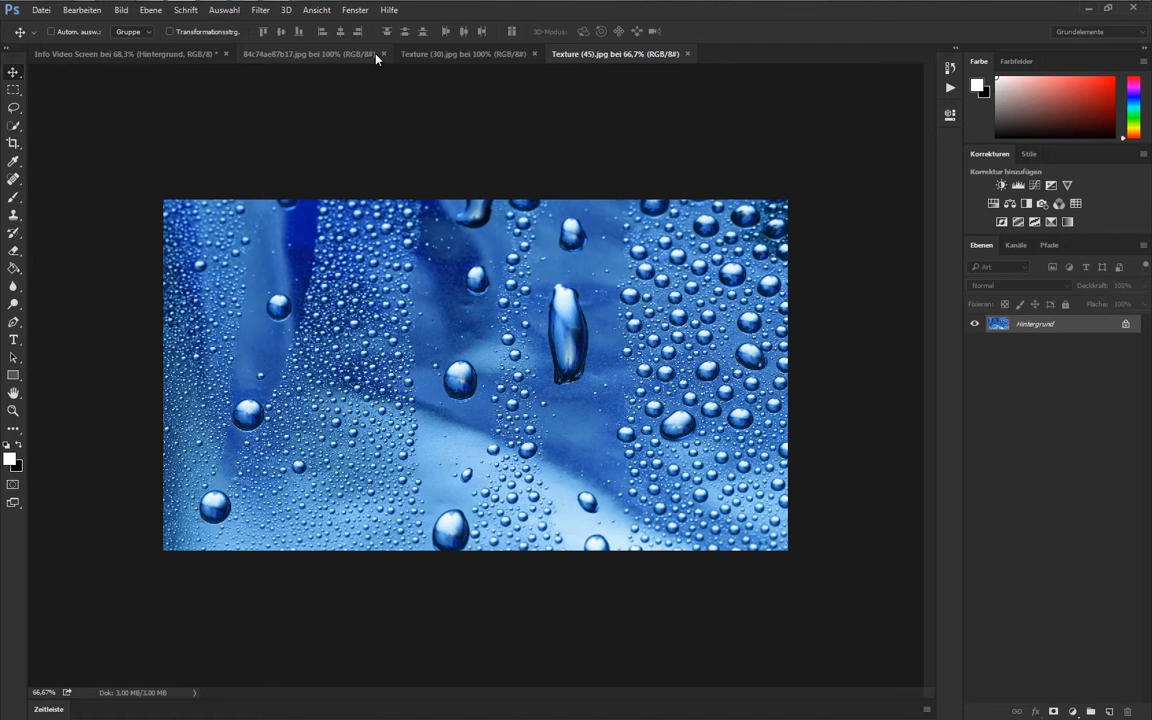 Ps Datei Bearbeiten Bild Ebene Schrift Auswahl Filter 3D Ansicht Fenster Hilfe
Autom. ausw.: Gruppe Transformationsstrg. 3D-Modus: Grundelemente
Info Video Screen bei 68,3% (Hintergrund, RGB/8) * × 84c74ae87b17.jpg bei 100% (RGB/8#) × Texture (30).jpg bei 100% (RGB/8#) × Texture (45).jpg bei 66,7% (RGB/8#) ×
Farbe Farbfelder
Korrekturen Stile
Korrektur hinzufügen
Ebenen Kanäle Pfade
Art
Normal Deckkraft: 100%
Fixieren: Fläche: 100%
Hintergrund
66,67% Dok: 3,00 MB/3,00 MB
Zeitleiste